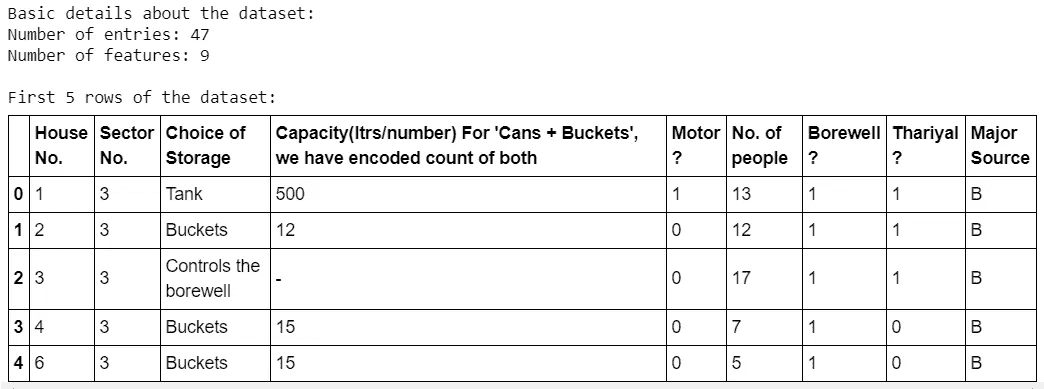 Basic details about the dataset:
Number of entries: 47
Number of features: 9
First 5 rows of the dataset:
House No. Sector No. Choice of Storage Capacity(ltrs/number) For 'Cans + Buckets', we have encoded count of both Motor ? No. of people Borewell ? Thariyal ? Major Source
0 1 3 Tank 500 1 13 1 1 B
1 2 3 Buckets 12 0 12 1 1 B
2 3 3 Controls the borewell - 0 17 1 1 B
3 4 3 Buckets 15 0 7 1 0 B
4 6 3 Buckets 15 0 5 1 0 B